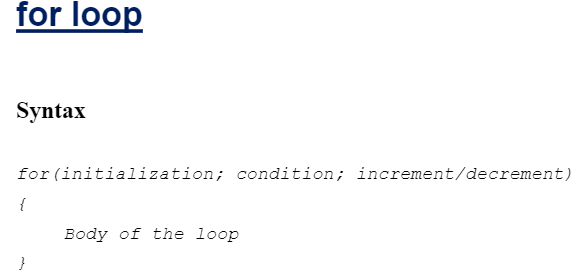 for loop
Syntax
for(initialization; condition; increment/decrement)
{
Body of the loop
}